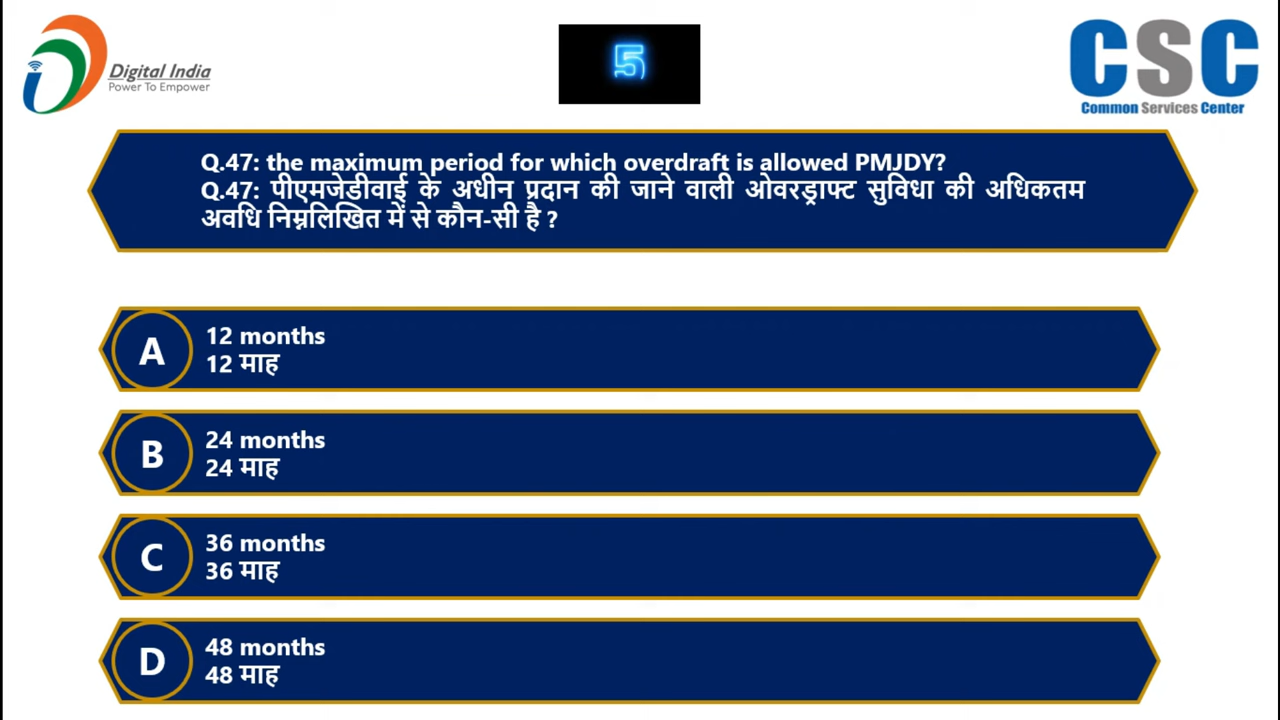 Digital India
Power To Empower
5
CSC
Common Services Center
Q.47: the maximum period for which overdraft is allowed PMJDY?
Q.47: पीएमजेडीवाई के अधीन प्रदान की जाने वाली ओवरड्राफ्ट सुविधा की अधिकतम
अवधि निम्नलिखित में से कौन-सी है ?
A
12 months
12 माह
B
24 months
24 माह
C
36 months
36 माह
D
48 months
48 माह